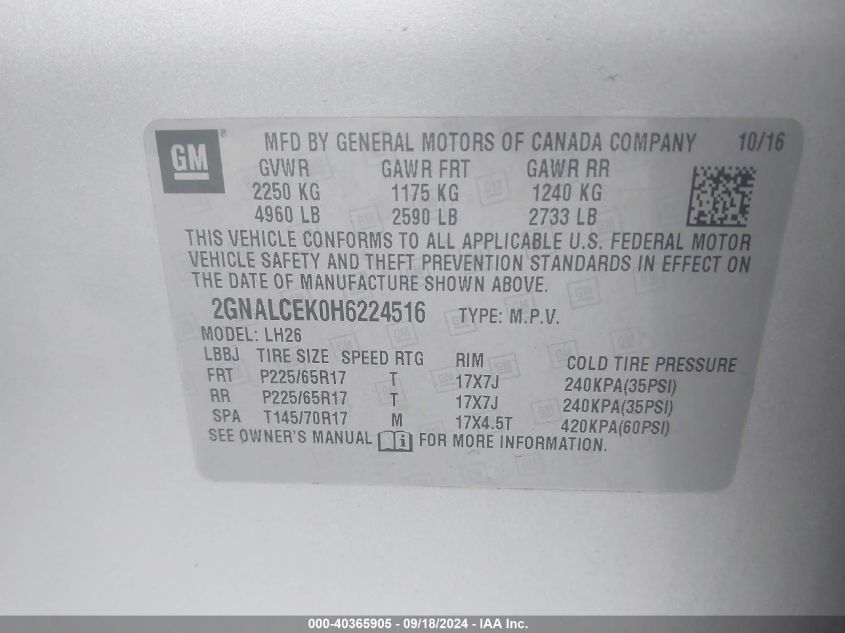 GM ® MFD BY GENERAL MOTORS OF CANADA COMPANY 10/16
GVWR GAWR FRT GAWR RR
2250 KG 1175 KG 1240 KG
4960 LB 2590 LB 2733 LB
THIS VEHICLE CONFORMS TO ALL APPLICABLE U.S. FEDERAL MOTOR
VEHICLE SAFETY AND THEFT PREVENTION STANDARDS IN EFFECT ON
THE DATE OF MANUFACTURE SHOWN ABOVE.
2GNALCEK0H6224516 TYPE: M.P.V.
MODEL: LH26
LBBJ TIRE SIZE SPEED RTG RIM COLD TIRE PRESSURE
FRT P225/65R17 T 17X7J 240KPA(35PSI)
RR P225/65R17 T 17X7J 240KPA(35PSI)
SPA T145/70R17 M 17X4.5T 420KPA(60PSI)
SEE OWNER'S MANUAL i FOR MORE INFORMATION.
000-40365905 - 09/18/2024 - IAA Inc.